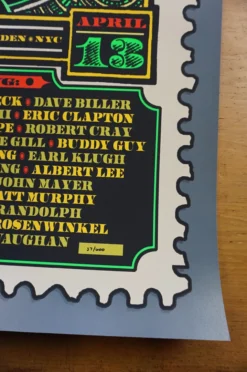 APRIL
DEN • NYC
13
G:
ECK • DAVE BILLER
I • ERIC CLAPTON
PE • ROBERT CRAY
E GILL • BUDDY GUY
NG • EARL KLUGH
NG • ALBERT LEE
JOHN MAYER
ATT MURPHY
RANDOLPH
ROSENWINKEL
VAUGHAN